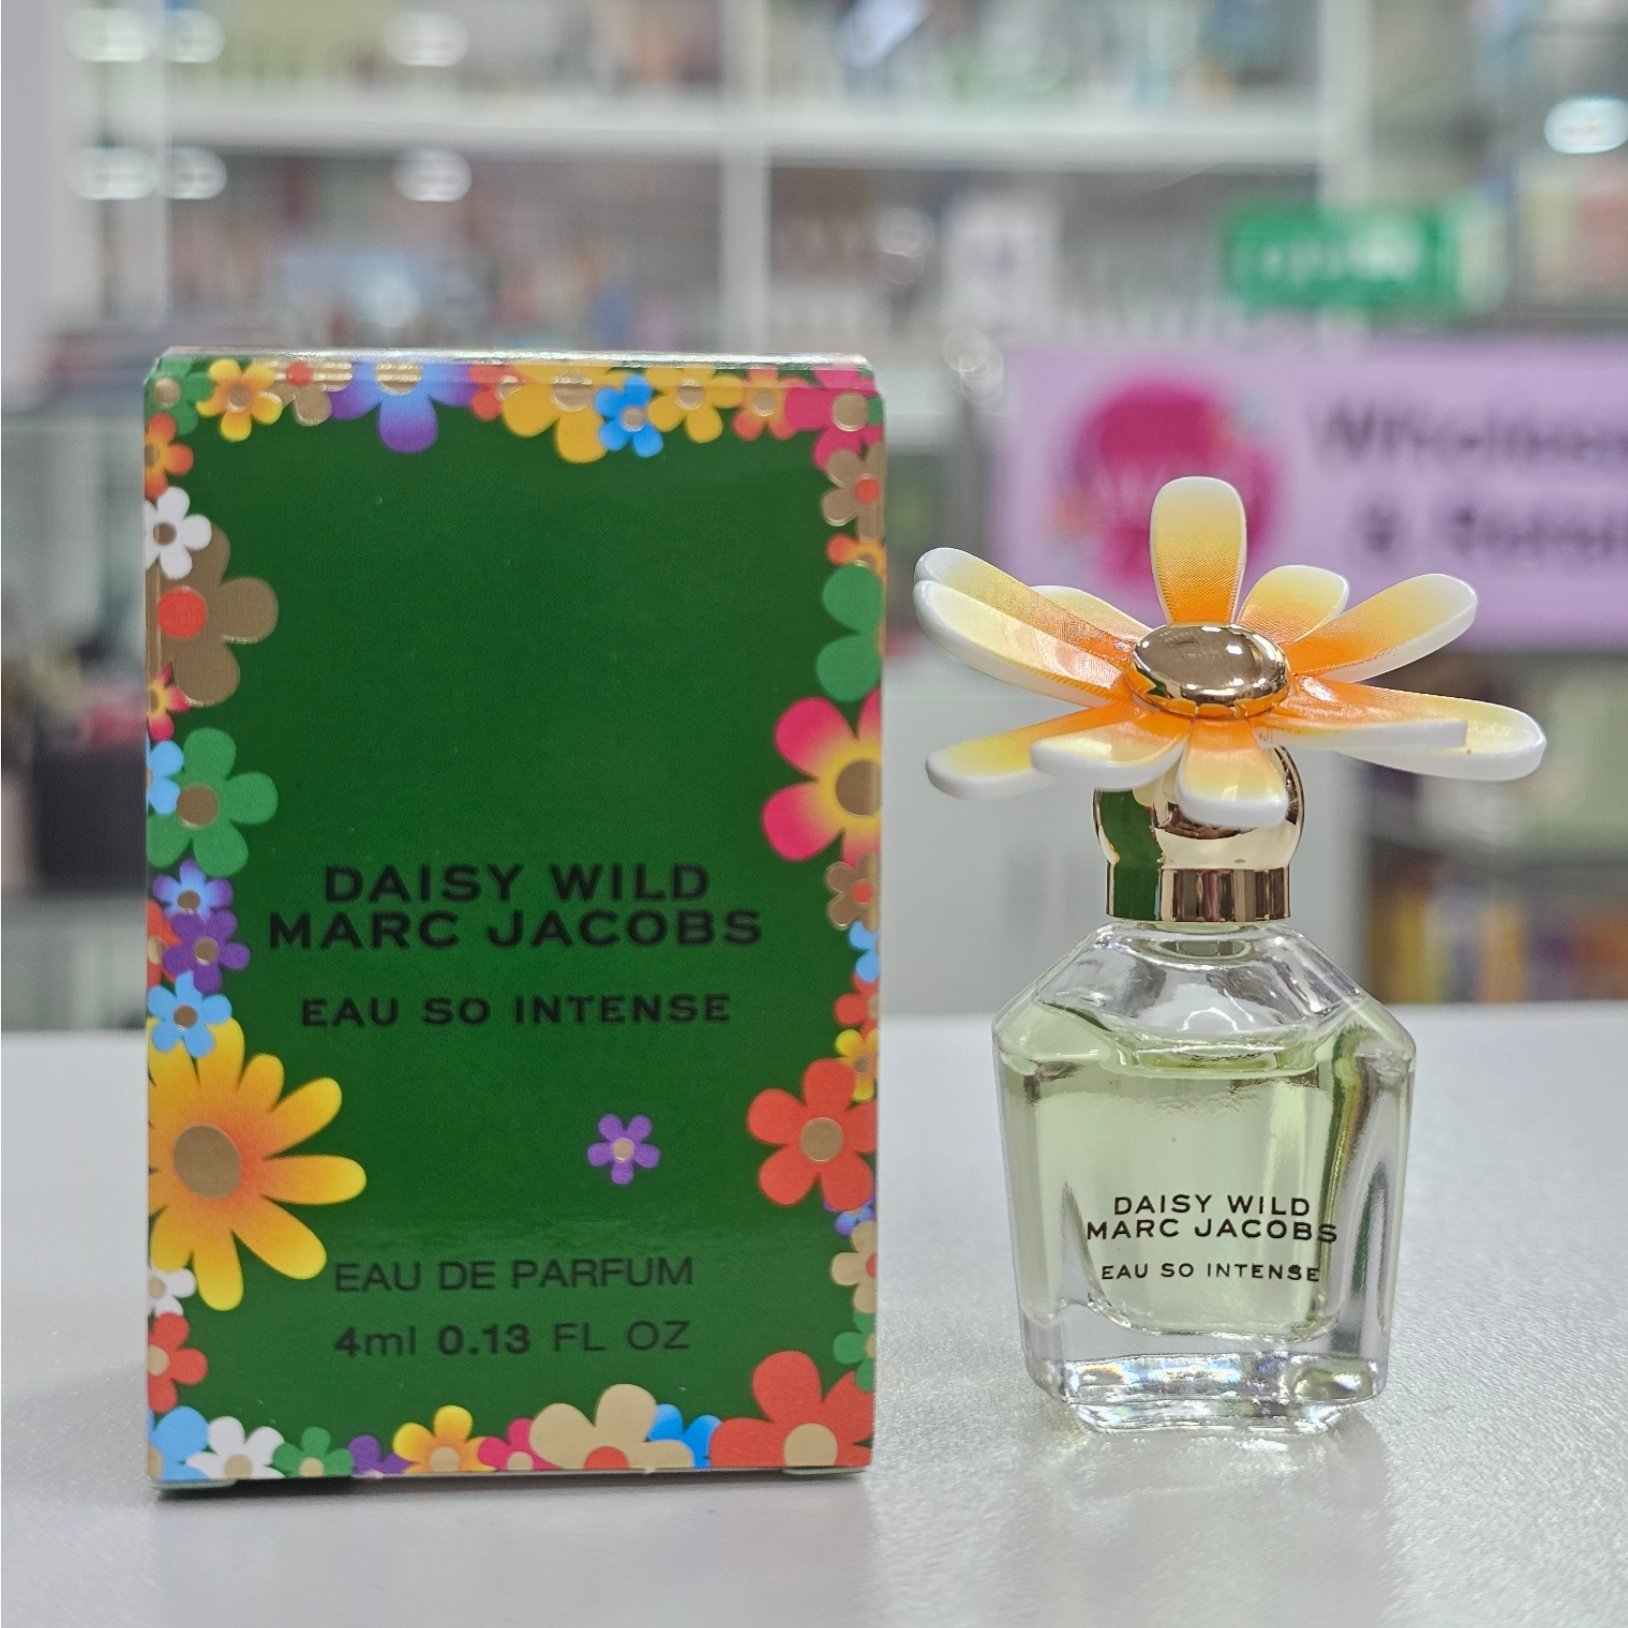 DAISY WILD
MARC JACOBS
EAU SO INTENSE
EAU DE PARFUM
4ml 0.13 FL OZ
DAISY WILD
MARC JACOBS
EAU SO INTENSE